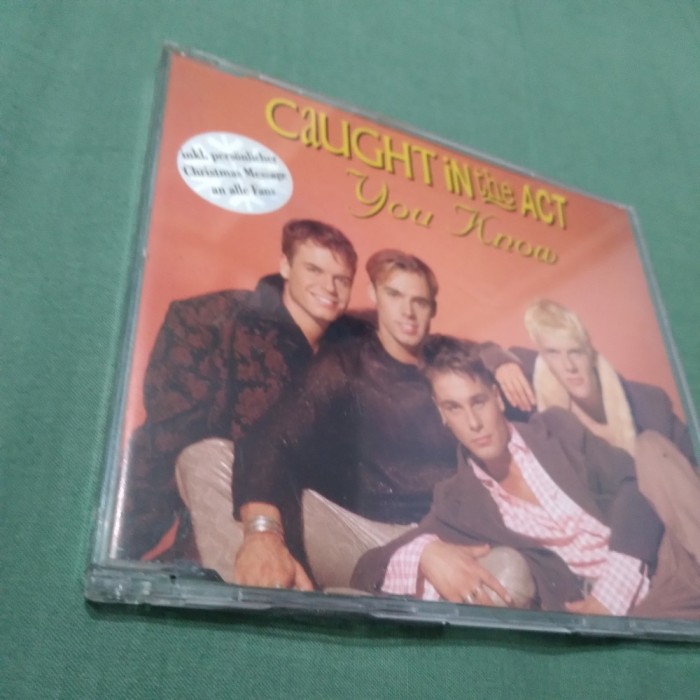 CaUGHT iN the ACT
You Know
inkl. persönlicher
Christmas Message
an alle Fans